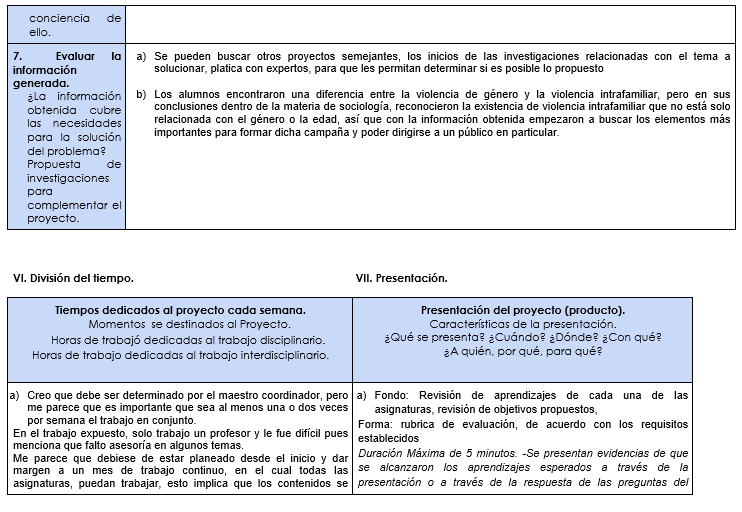 conciencia de
ello.
7. Evaluar la
información
generada.
¿La información
obtenida cubre
las necesidades
para la solución
del problema?
Propuesta de
investigaciones
para
complementar el
proyecto.
a) Se pueden buscar otros proyectos semejantes, los inicios de las investigaciones relacionadas con el tema a
solucionar, platica con expertos, para que les permitan determinar si es posible lo propuesto
b) Los alumnos encontraron una diferencia entre la violencia de género y la violencia intrafamiliar, pero en sus
conclusiones dentro de la materia de sociología, reconocieron la existencia de violencia intrafamiliar que no está solo
relacionada con el género o la edad, así que con la información obtenida empezaron a buscar los elementos más
importantes para formar dicha campaña y poder dirigirse a un público en particular.
VI. División del tiempo.
VII. Presentación.
Tiempos dedicados al proyecto cada semana.
Momentos se destinados al Proyecto.
Horas de trabajó dedicadas al trabajo disciplinario.
Horas de trabajo dedicadas al trabajo interdisciplinario.
Presentación del proyecto (producto).
Características de la presentación.
¿Qué se presenta? ¿Cuándo? ¿Dónde? ¿Con qué?
¿A quién, por qué, para qué?
a) Creo que debe ser determinado por el maestro coordinador, pero
me parece que es importante que sea al menos una o dos veces
por semana el trabajo en conjunto.
En el trabajo expuesto, solo trabajo un profesor y le fue difícil pues
menciona que falto asesoría en algunos temas.
Me parece que debiese de estar planeado desde el inicio y dar
margen a un mes de trabajo continuo, en el cual todas las
asignaturas, puedan trabajar, esto implica que los contenidos se
a) Fondo: Revisión de aprendizajes de cada una de las
asignaturas, revisión de objetivos propuestos,
Forma: rubrica de evaluación, de acuerdo con los requisitos
establecidos
Duración Máxima de 5 minutos. -Se presentan evidencias de que
se alcanzaron los aprendizajes esperados a través de la
presentación o a través de la respuesta de las preguntas del